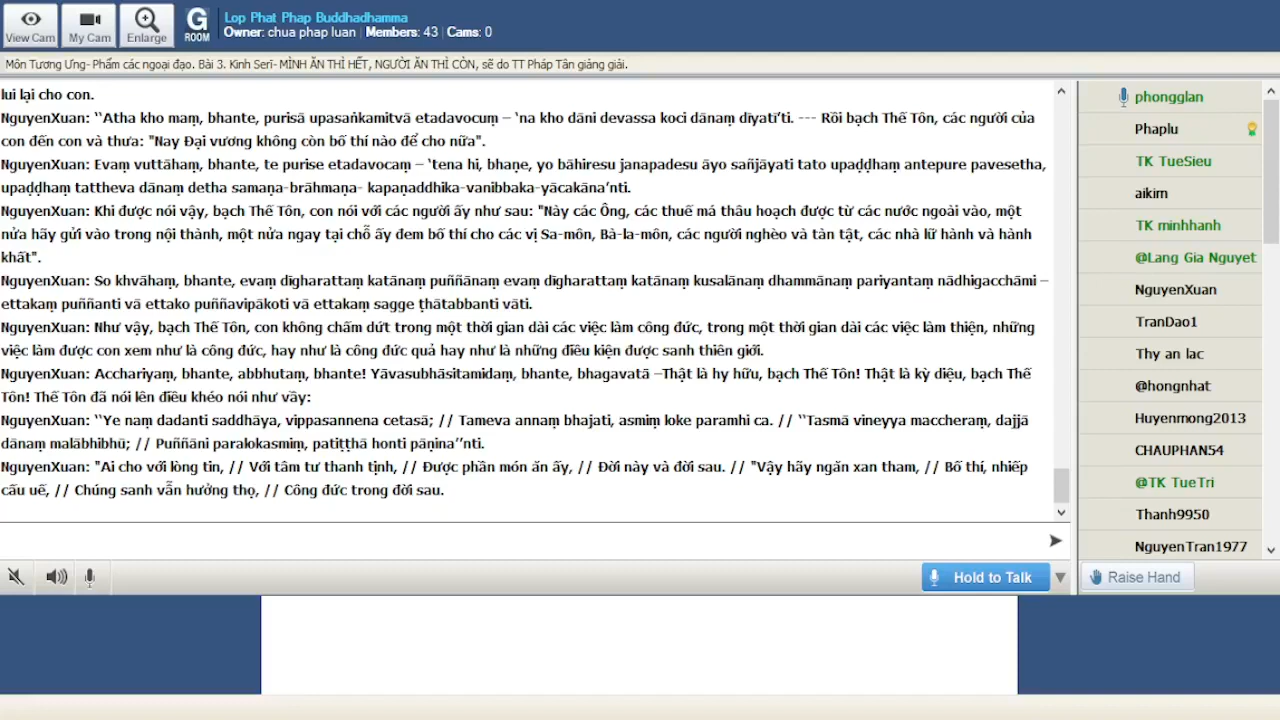 View Cam
My Cam
Enlarge
G
ROOM
Lop Phat Phap Buddhadhamma
Owner: chua phap luan | Members: 43 | Cams: 0
Môn Tương Ưng- Phẩm các ngoại đạo. Bài 3. Kinh Serī- MÌNH ĂN THÌ HẾT, NGƯỜI ĂN THÌ CÒN, sẽ do TT Pháp Tân giảng giải.
lui lại cho con.
NguyenXuan: ‘‘Atha kho maṃ, bhante, purisā upasaṅkamitvā etadavocuṃ – ‘na kho dāni devassa koci dānaṃ dīyatī’ti. --- Rồi bạch Thế Tôn, các người của
con đến con và thưa: "Nay Đại vương không còn bố thí nào để cho nữa".
NguyenXuan: Evaṃ vuttāhaṃ, bhante, te purise etadavocaṃ – ‘tena hi, bhaṇe, yo bāhiresu janapadesu āyo sañjāyati tato upaḍḍhaṃ antepure pavesetha,
upaḍḍhaṃ tattheva dānaṃ detha samaṇa-brāhmaṇa- kapaṇaddhika-vanibbaka-yācakāna’nti.
NguyenXuan: Khi được nói vậy, bạch Thế Tôn, con nói với các người ấy như sau: "Này các Ông, các thuế má thâu hoạch được từ các nước ngoài vào, một
nửa hãy gửi vào trong nội thành, một nửa ngay tại chỗ ấy đem bố thí cho các vị Sa-môn, Bà-la-môn, các người nghèo và tàn tật, các nhà lữ hành và hành
khất".
NguyenXuan: So khvāhaṃ, bhante, evaṃ dīgharattaṃ katānaṃ puññānaṃ evaṃ dīgharattaṃ katānaṃ kusalānaṃ dhammānaṃ pariyantaṃ nādhigacchāmi –
ettakaṃ puññanti vā ettako puññavipākoti vā ettakaṃ sagge ṭhātabbanti vāti.
NguyenXuan: Như vậy, bạch Thế Tôn, con không chấm dứt trong một thời gian dài các việc làm công đức, trong một thời gian dài các việc làm thiện, những
việc làm được con xem như là công đức, hay như là công đức quả hay như là những điều kiện được sanh thiên giới.
NguyenXuan: Acchariyaṃ, bhante, abbhutaṃ, bhante! Yāvasubhāsitamidaṃ, bhante, bhagavatā –Thật là hy hữu, bạch Thế Tôn! Thật là kỳ diệu, bạch Thế
Tôn! Thế Tôn đã nói lên điều khéo nói như vầy:
NguyenXuan: ‘‘Ye naṃ dadanti saddhāya, vippasannena cetasā; // Tameva annaṃ bhajati, asmiṃ loke paramhi ca. // ‘‘Tasmā vineyya maccheraṃ, dajjā
dānaṃ malābhibhū; // Puññāni paralokasmiṃ, patiṭṭhā honti pāṇina’’nti.
NguyenXuan: "Ai cho với lòng tin, // Với tâm tư thanh tịnh, // Được phần món ăn ấy, // Đời này và đời sau. // "Vậy hãy ngăn xan tham, // Bố thí, nhiếp
cấu uế, // Chúng sanh vẫn hưởng thọ, // Công đức trong đời sau.
phongglan
Phaplu
TK TueSieu
aikim
TK minhhanh
@Lang Gia Nguyet
NguyenXuan
TranDao1
Thy an lac
@hongnhat
Huyenmong2013
CHAUPHAN54
@TK TueTri
Thanh9950
NguyenTran1977
Hold to Talk
Raise Hand